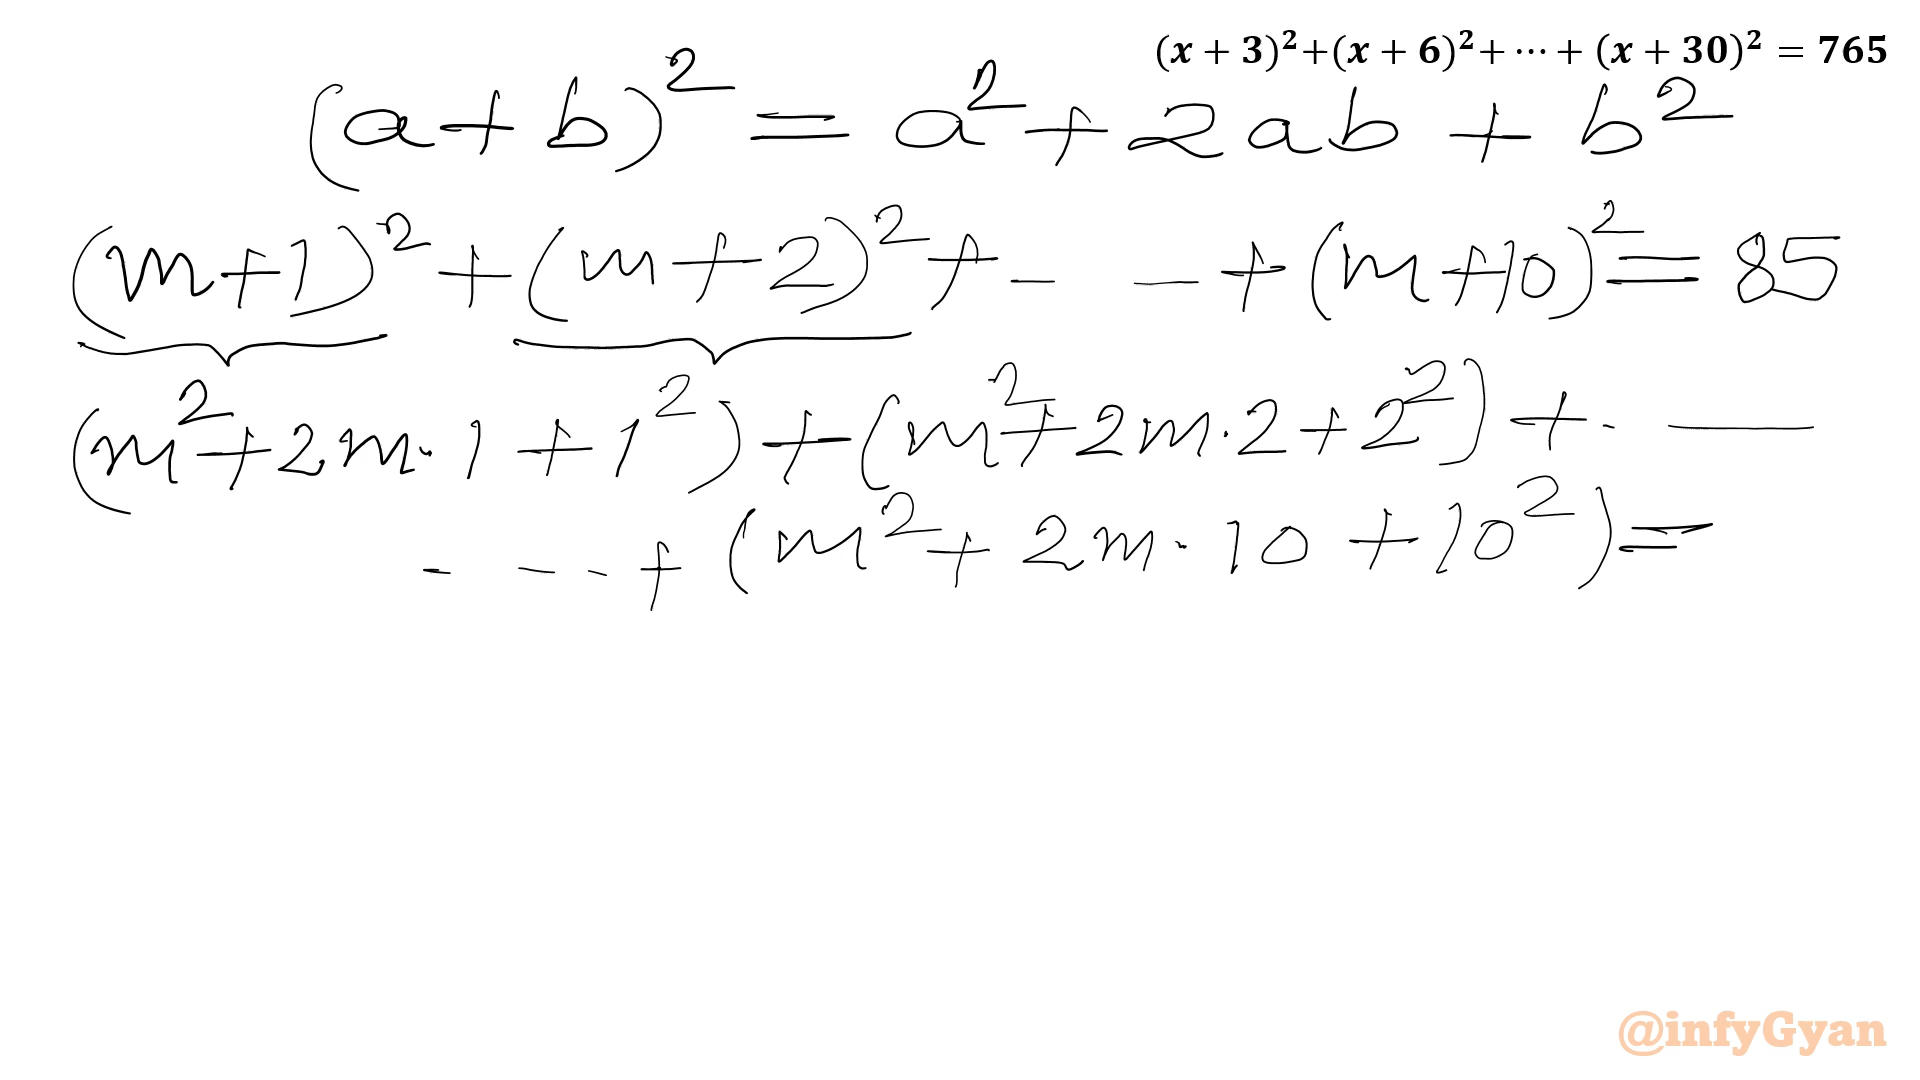 (x + 3)²+(x + 6)²+ ⋯ + (x + 30)² = 765
(a+b)² = a² + 2ab + b²
(m+1)² + (m+2)² + - - + (m+10)² = 85
(m² + 2m·1 + 1²) + (m² + 2m·2 + 2²) + · —
- - - · + (m² + 2m·10 + 10²) =
@infyGyan